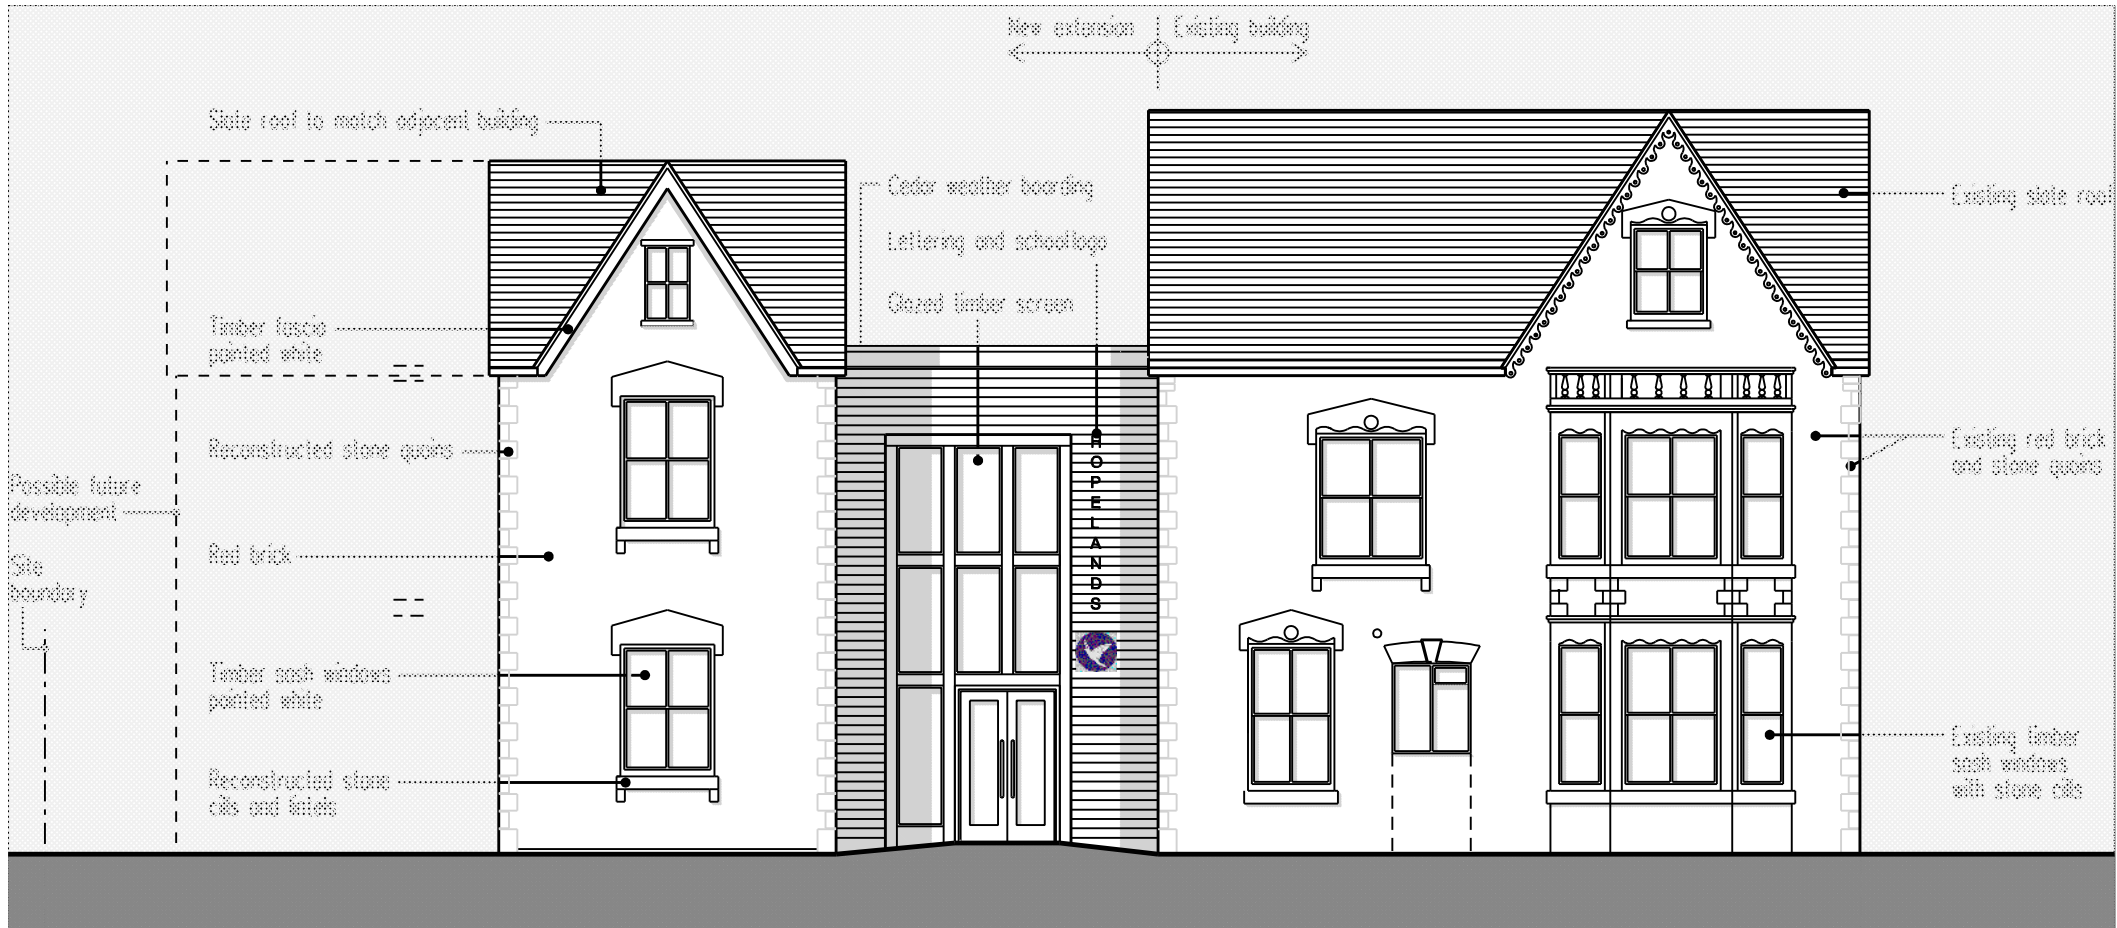 New extension
Existing building
Slate roof to match adjacent building
Cedar weather boarding
Existing slate roof
Lettering and school logo
Glazed timber screen
Timber fascia
painted white
Reconstructed stone quoins
Existing red brick
and stone quoins
Possible future
development
Red brick
Site
boundary
HOPELANDS
Timber sash windows
painted white
Existing timber
sash windows
with stone cills
Reconstructed stone
cills and lintels